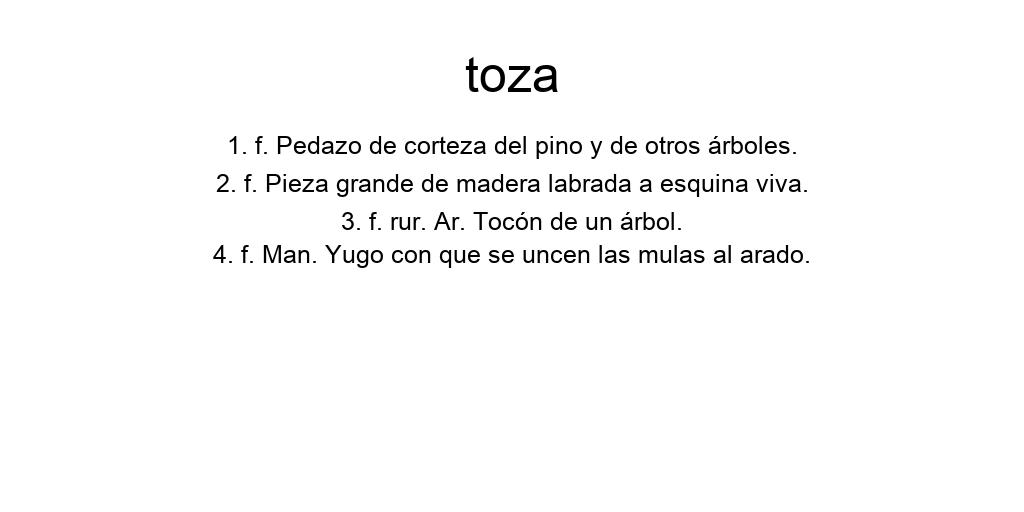 toza
1. f. Pedazo de corteza del pino y de otros árboles.
2. f. Pieza grande de madera labrada a esquina viva.
3. f. rur. Ar. Tocón de un árbol.
4. f. Man. Yugo con que se uncen las mulas al arado.